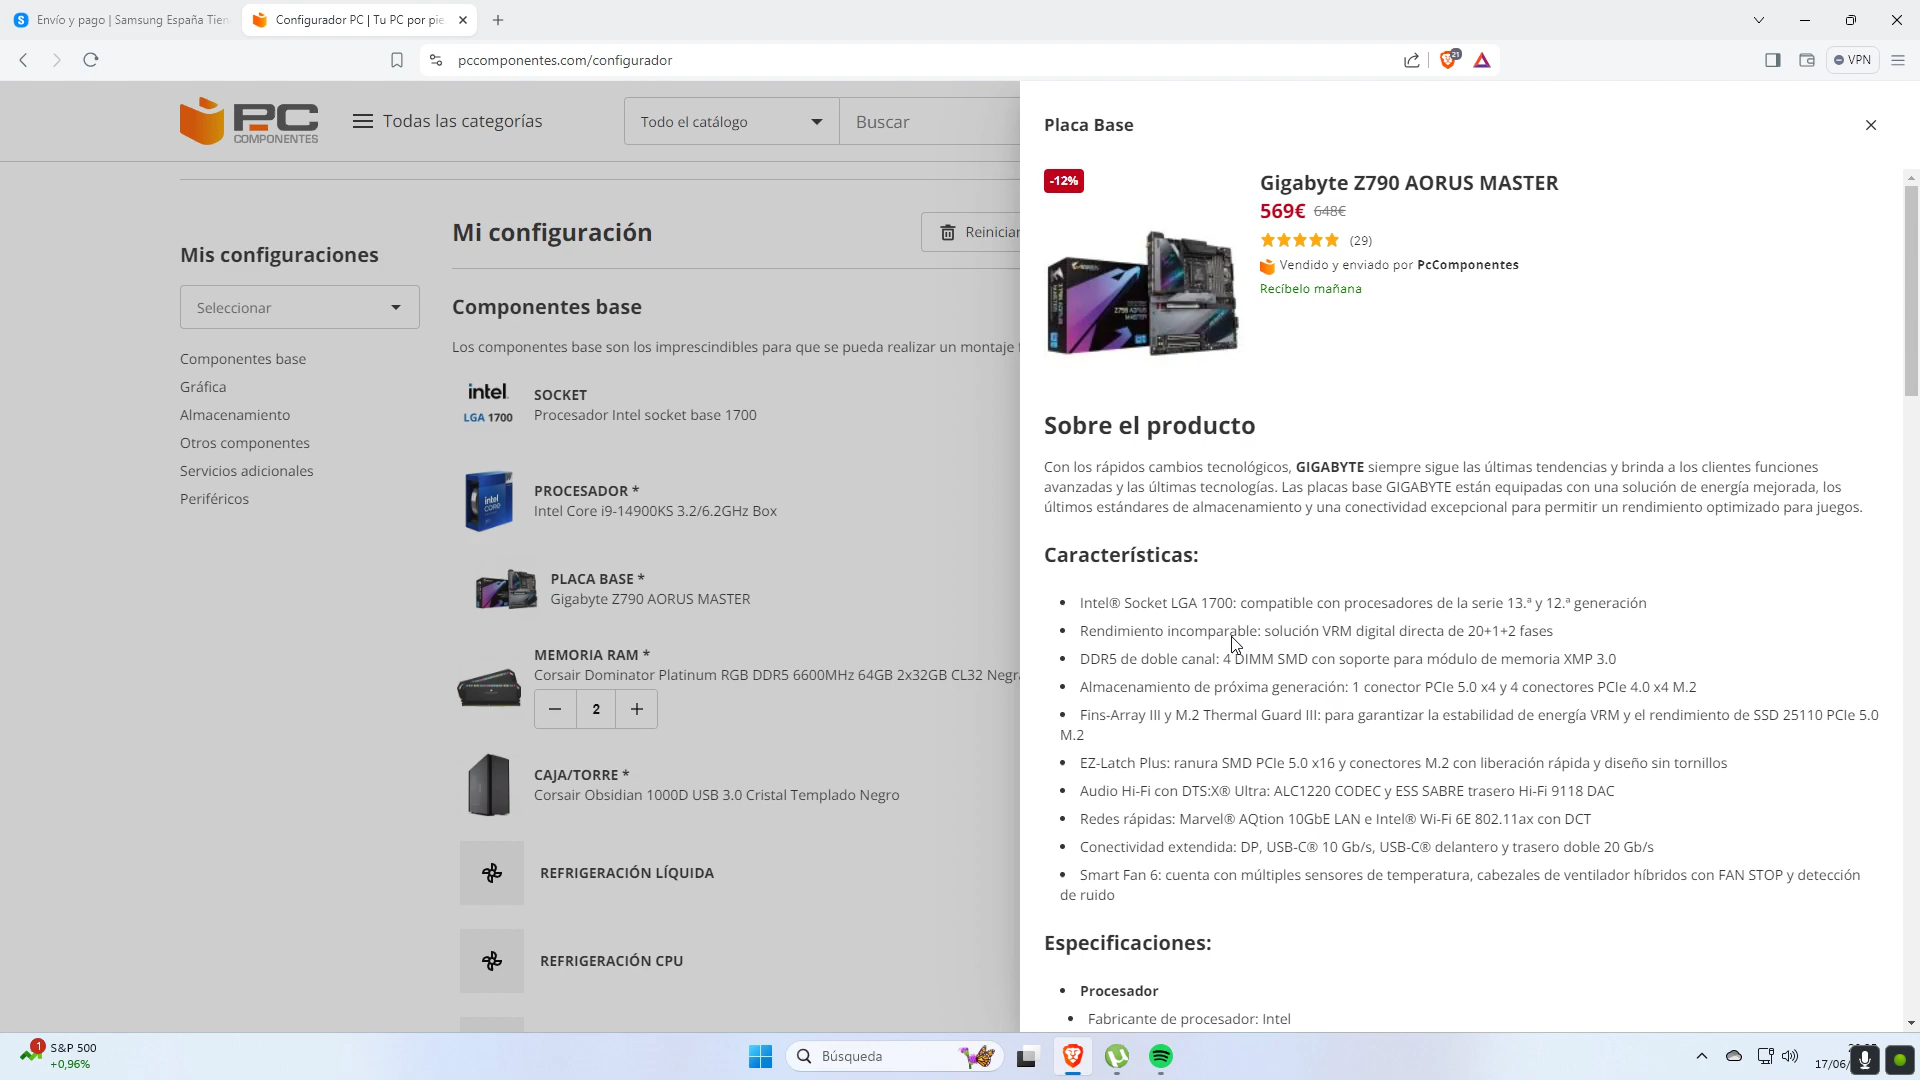 Envío y pago | Samsung España Tien
Configurador PC | Tu PC por pie
pccomponentes.com/configurador
21
VPN
PC
COMPONENTES
Todas las categorías
Todo el catálogo
Buscar
Mis configuraciones
Seleccionar
Componentes base
Gráfica
Almacenamiento
Otros componentes
Servicios adicionales
Periféricos
Mi configuración
Reiniciar
Componentes base
Los componentes base son los imprescindibles para que se pueda realizar un montaje
intel.
LGA 1700
SOCKET
Procesador Intel socket base 1700
intel
CORE
PROCESADOR *
Intel Core i9-14900KS 3.2/6.2GHz Box
PLACA BASE *
Gigabyte Z790 AORUS MASTER
MEMORIA RAM *
Corsair Dominator Platinum RGB DDR5 6600MHz 64GB 2x32GB CL32 Negr
2
CAJA/TORRE *
Corsair Obsidian 1000D USB 3.0 Cristal Templado Negro
REFRIGERACIÓN LÍQUIDA
REFRIGERACIÓN CPU
Placa Base
-12%
Gigabyte Z790 AORUS MASTER
569€ 648€
(29)
Vendido y enviado por PcComponentes
Recíbelo mañana
Sobre el producto
Con los rápidos cambios tecnológicos, GIGABYTE siempre sigue las últimas tendencias y brinda a los clientes funciones
avanzadas y las últimas tecnologías. Las placas base GIGABYTE están equipadas con una solución de energía mejorada, los
últimos estándares de almacenamiento y una conectividad excepcional para permitir un rendimiento optimizado para juegos.
Características:
• Intel® Socket LGA 1700: compatible con procesadores de la serie 13.ª y 12.ª generación
• Rendimiento incomparable: solución VRM digital directa de 20+1+2 fases
• DDR5 de doble canal: 4 DIMM SMD con soporte para módulo de memoria XMP 3.0
• Almacenamiento de próxima generación: 1 conector PCIe 5.0 x4 y 4 conectores PCIe 4.0 x4 M.2
• Fins-Array III y M.2 Thermal Guard III: para garantizar la estabilidad de energía VRM y el rendimiento de SSD 25110 PCIe 5.0
M.2
• EZ-Latch Plus: ranura SMD PCIe 5.0 x16 y conectores M.2 con liberación rápida y diseño sin tornillos
• Audio Hi-Fi con DTS:X® Ultra: ALC1220 CODEC y ESS SABRE trasero Hi-Fi 9118 DAC
• Redes rápidas: Marvel® AQtion 10GbE LAN e Intel® Wi-Fi 6E 802.11ax con DCT
• Conectividad extendida: DP, USB-C® 10 Gb/s, USB-C® delantero y trasero doble 20 Gb/s
• Smart Fan 6: cuenta con múltiples sensores de temperatura, cabezales de ventilador híbridos con FAN STOP y detección
de ruido
Especificaciones:
• Procesador
• Fabricante de procesador: Intel
1
S&P 500
+0,96%
Búsqueda
17/06/